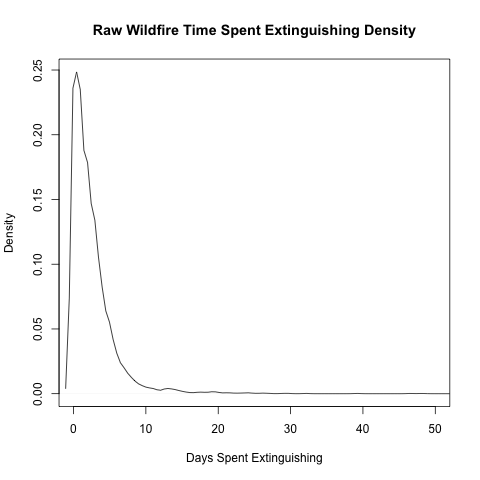 Raw Wildfire Time Spent Extinguishing Density
Density
0.25
0.20
0.15
0.10
0.05
0.00
0 10 20 30 40 50
Days Spent Extinguishing